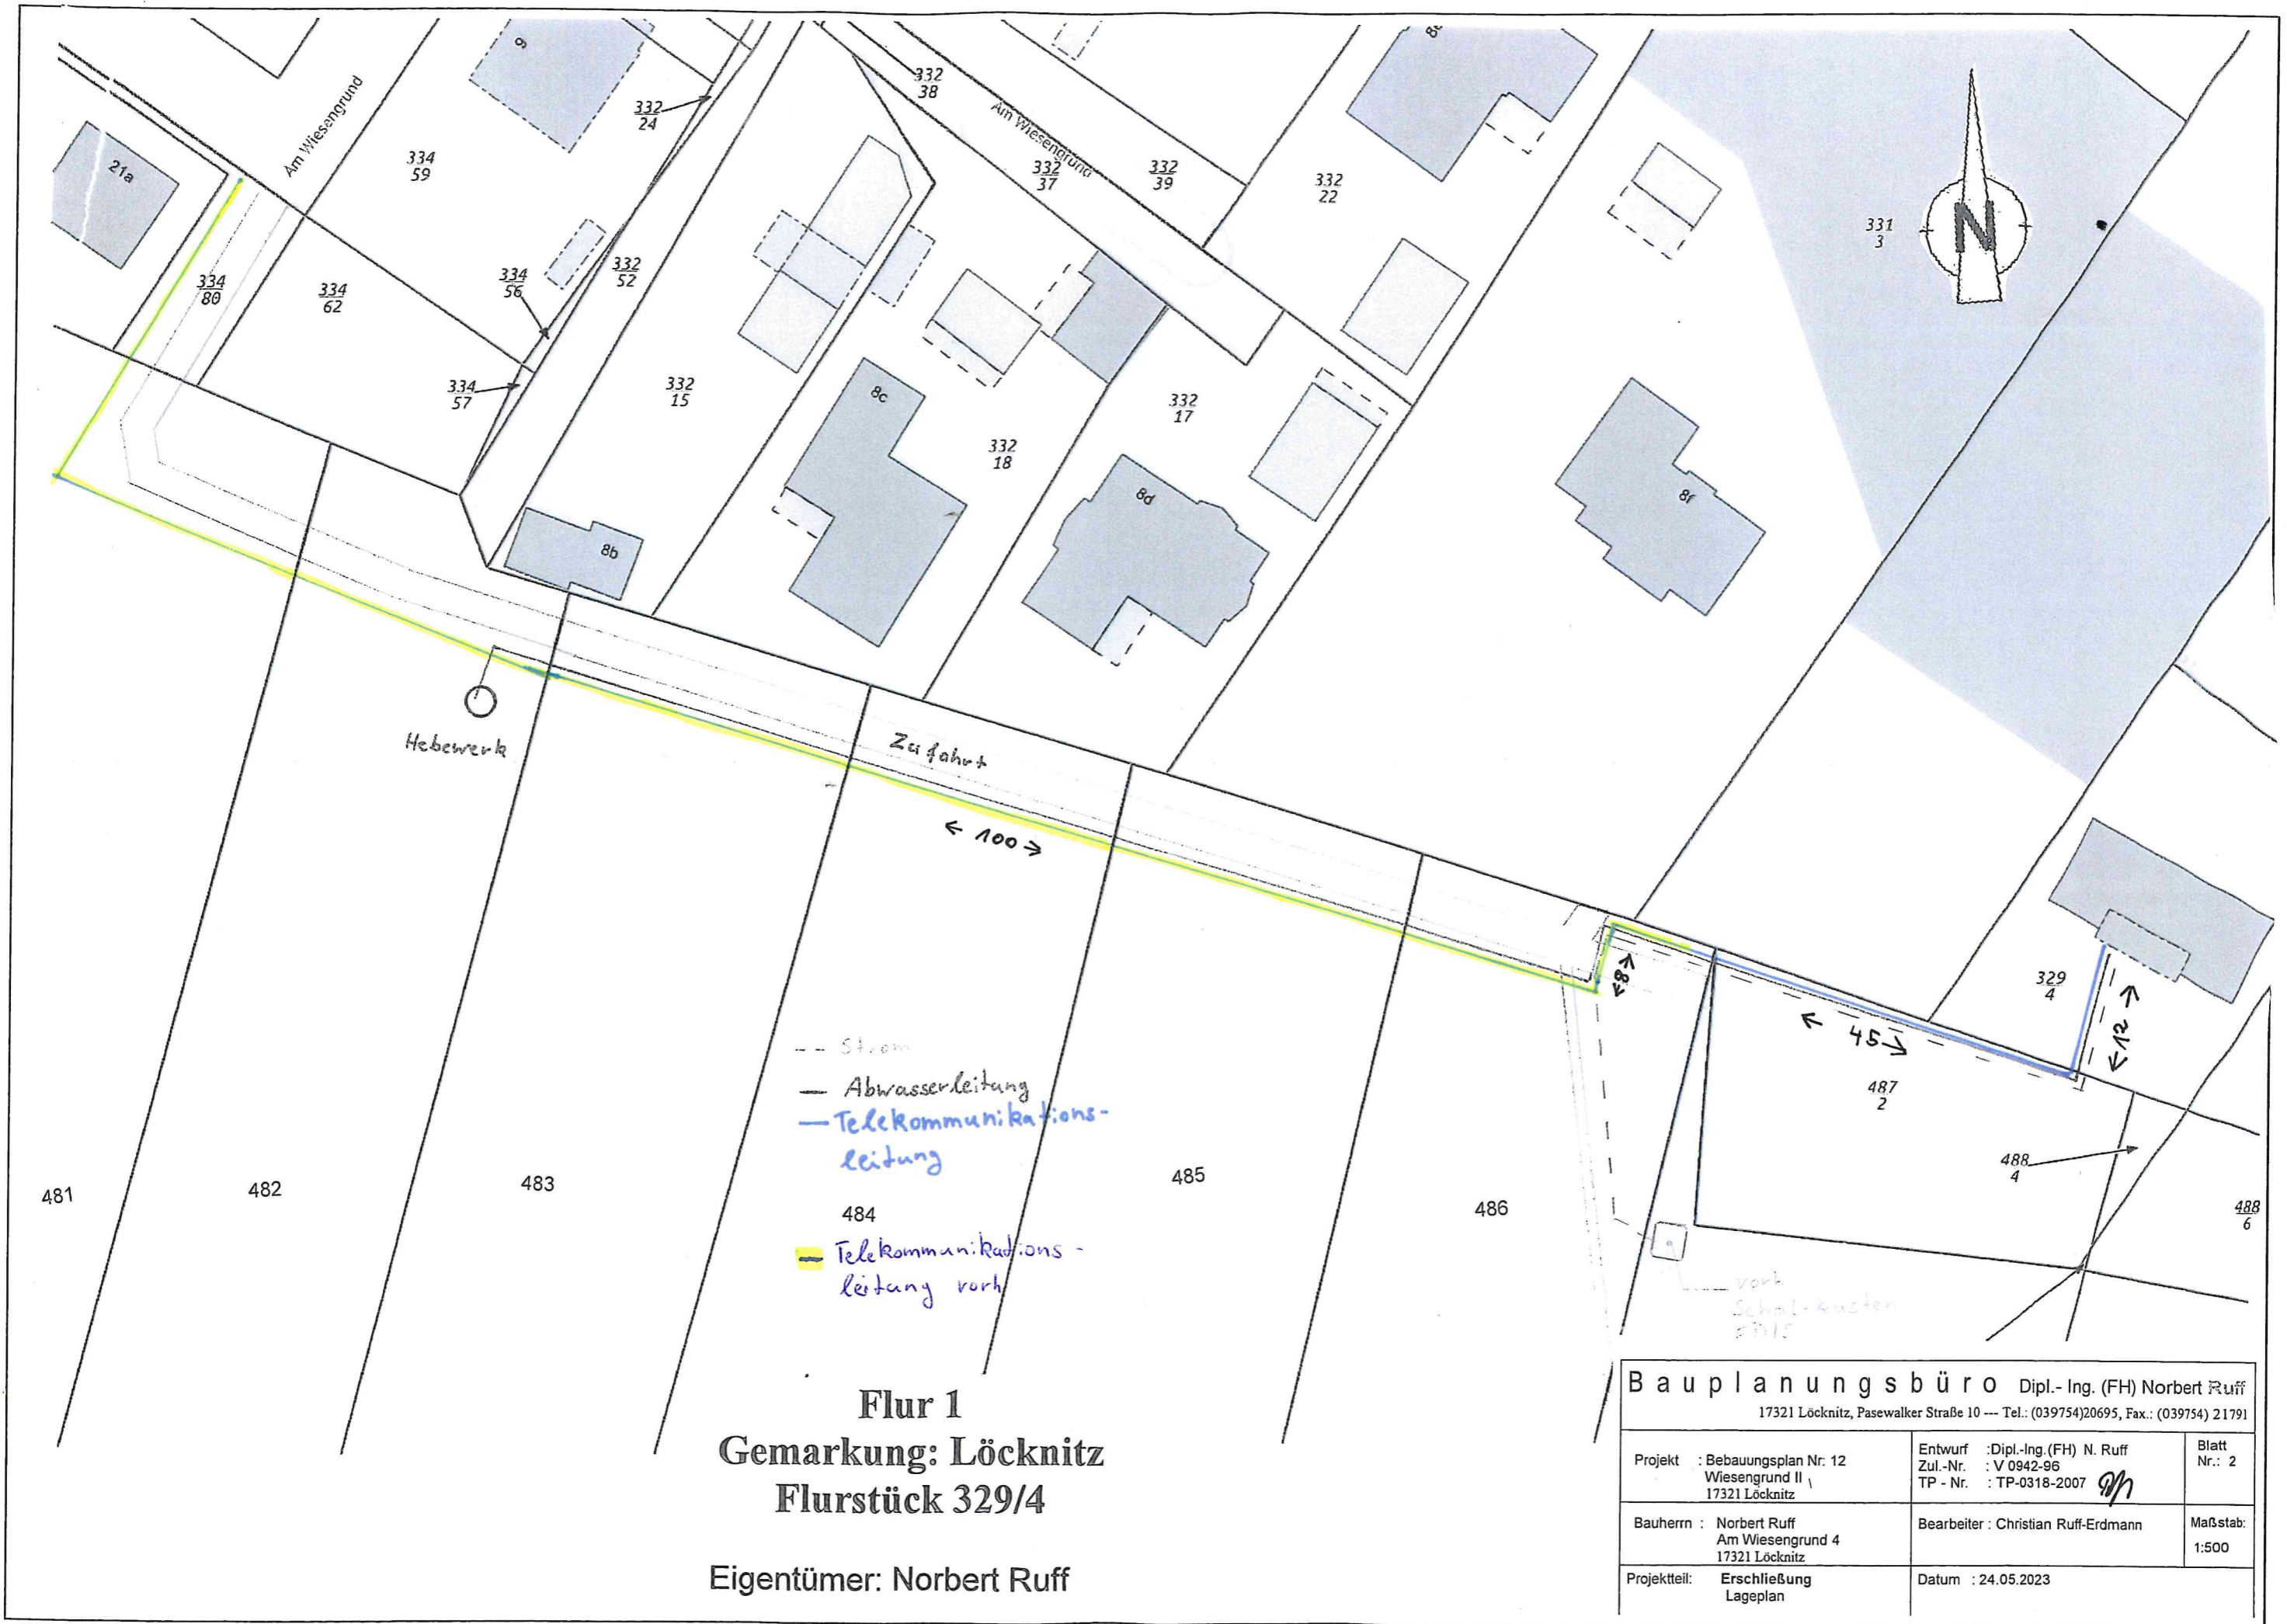 9
8e
332
38
332
24
Am Wiesengrund
Am Wiesengrund
21a
334
59
332
37
332
39
332
22
331
3
N
334
80
334
62
334
56
332
52
334
57
332
15
8c
332
18
332
17
8d
8f
8b
Hebewerk
Zufahrt
← 100 →
← 8 →
← 45 →
← 12 →
329
4
487
2
488
4
488
6
-- Strom
— Abwasserleitung
— Telekommunikations-
leitung
481
482
483
484
485
486
— Telekommunikations-
leitung vorh
vorh
Flur 1
Gemarkung: Löcknitz
Flurstück 329/4
Eigentümer: Norbert Ruff
Bauplanungsbüro Dipl.- Ing. (FH) Norbert Ruff
17321 Löcknitz, Pasewalker Straße 10 --- Tel.: (039754)20695, Fax.: (039754) 21791
Projekt : Bebauungsplan Nr: 12
Wiesengrund II
17321 Löcknitz
Entwurf :Dipl.-Ing.(FH) N. Ruff
Zul.-Nr. : V 0942-96
TP - Nr. : TP-0318-2007
Blatt
Nr.: 2
Bauherrn : Norbert Ruff
Am Wiesengrund 4
17321 Löcknitz
Bearbeiter : Christian Ruff-Erdmann
Maßstab:
1:500
Projektteil: Erschließung
Lageplan
Datum : 24.05.2023